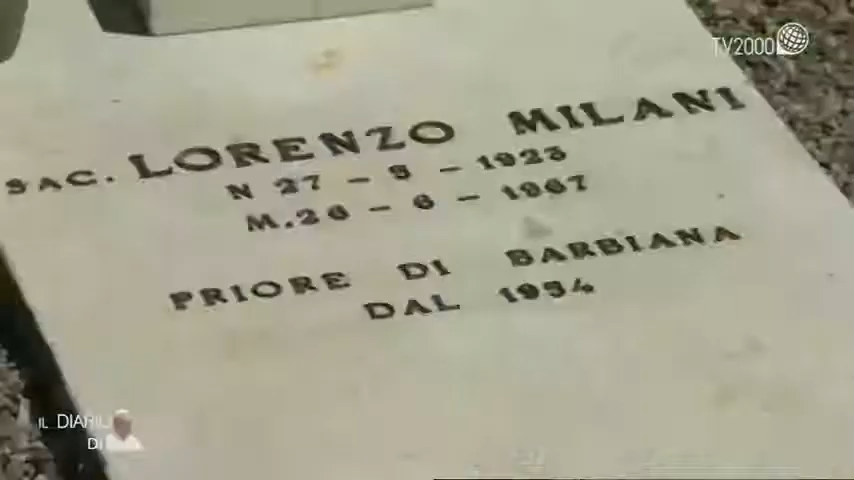 TV2000
SAC. LORENZO MILANI
N 27 - 5 - 1923
M. 26 - 6 - 1967
PRIORE DI BARBIANA
DAL 1954
IL DIARIO
DI